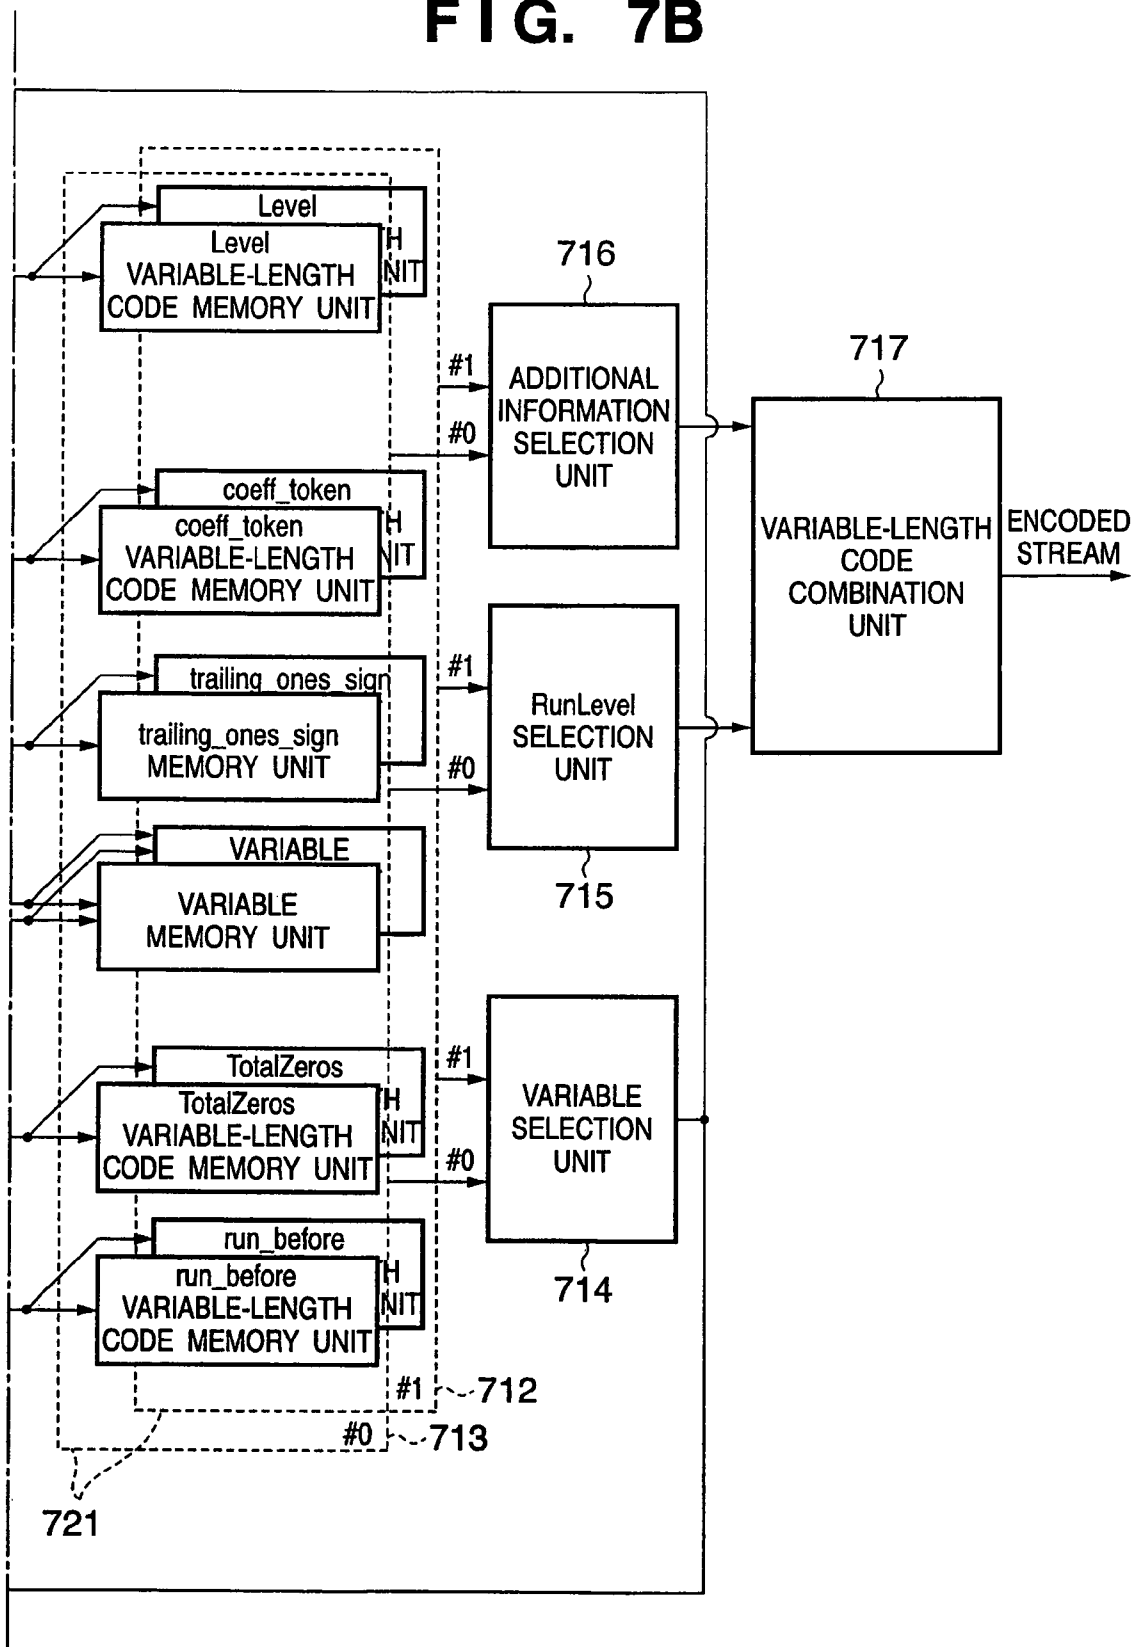 FIG. 7B
Level
H
NIT
Level
VARIABLE-LENGTH
CODE MEMORY UNIT
716
#1
#0
ADDITIONAL
INFORMATION
SELECTION
UNIT
717
VARIABLE-LENGTH
CODE
COMBINATION
UNIT
ENCODED
STREAM
coeff_token
H
NIT
coeff_token
VARIABLE-LENGTH
CODE MEMORY UNIT
trailing_ones_sign
trailing_ones_sign
MEMORY UNIT
#1
#0
RunLevel
SELECTION
UNIT
715
VARIABLE
VARIABLE
MEMORY UNIT
TotalZeros
H
NIT
TotalZeros
VARIABLE-LENGTH
CODE MEMORY UNIT
#1
#0
VARIABLE
SELECTION
UNIT
714
run_before
H
NIT
run_before
VARIABLE-LENGTH
CODE MEMORY UNIT
#1
712
#0
713
721